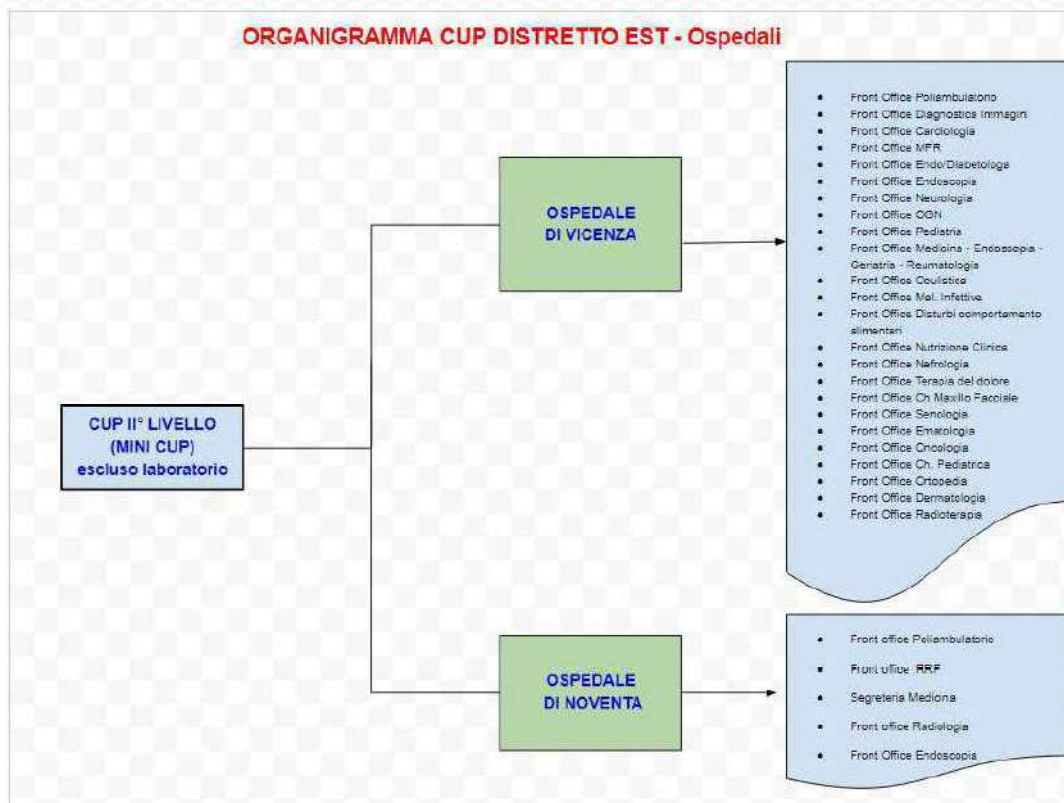 ORGANIGRAMMA CUP DISTRETTO EST - Ospedali
CUP II° LIVELLO
(MINI CUP)
escluso laboratorio
OSPEDALE
DI VICENZA
• Front Office Poliambulatorio
• Front Office Diagnostica Immagini
• Front Office Cardiologia
• Front Office MFR
• Front Office Endo/Diabetologa
• Front Office Endoscopia
• Front Office Neurologia
• Front Office OGN
• Front Office Pediatria
• Front Office Medicina - Endoscopia -
Geriatria - Reumatologia
• Front Office Oculistica
• Front Office Mal. Infettive
• Front Office Disturbi comportamento
alimentari
• Front Office Nutrizione Clinica
• Front Office Nefrologia
• Front Office Terapia del dolore
• Front Office Ch Maxillo Facciale
• Front Office Senologia
• Front Office Ematologia
• Front Office Oncologia
• Front Office Ch. Pediatrica
• Front Office Ortopedia
• Front Office Dermatologia
• Front Office Radioterapia
OSPEDALE
DI NOVENTA
• Front office Poliambulatorio
• Front office RRF
• Segreteria Medicina
• Front office Radiologia
• Front Office Endoscopia